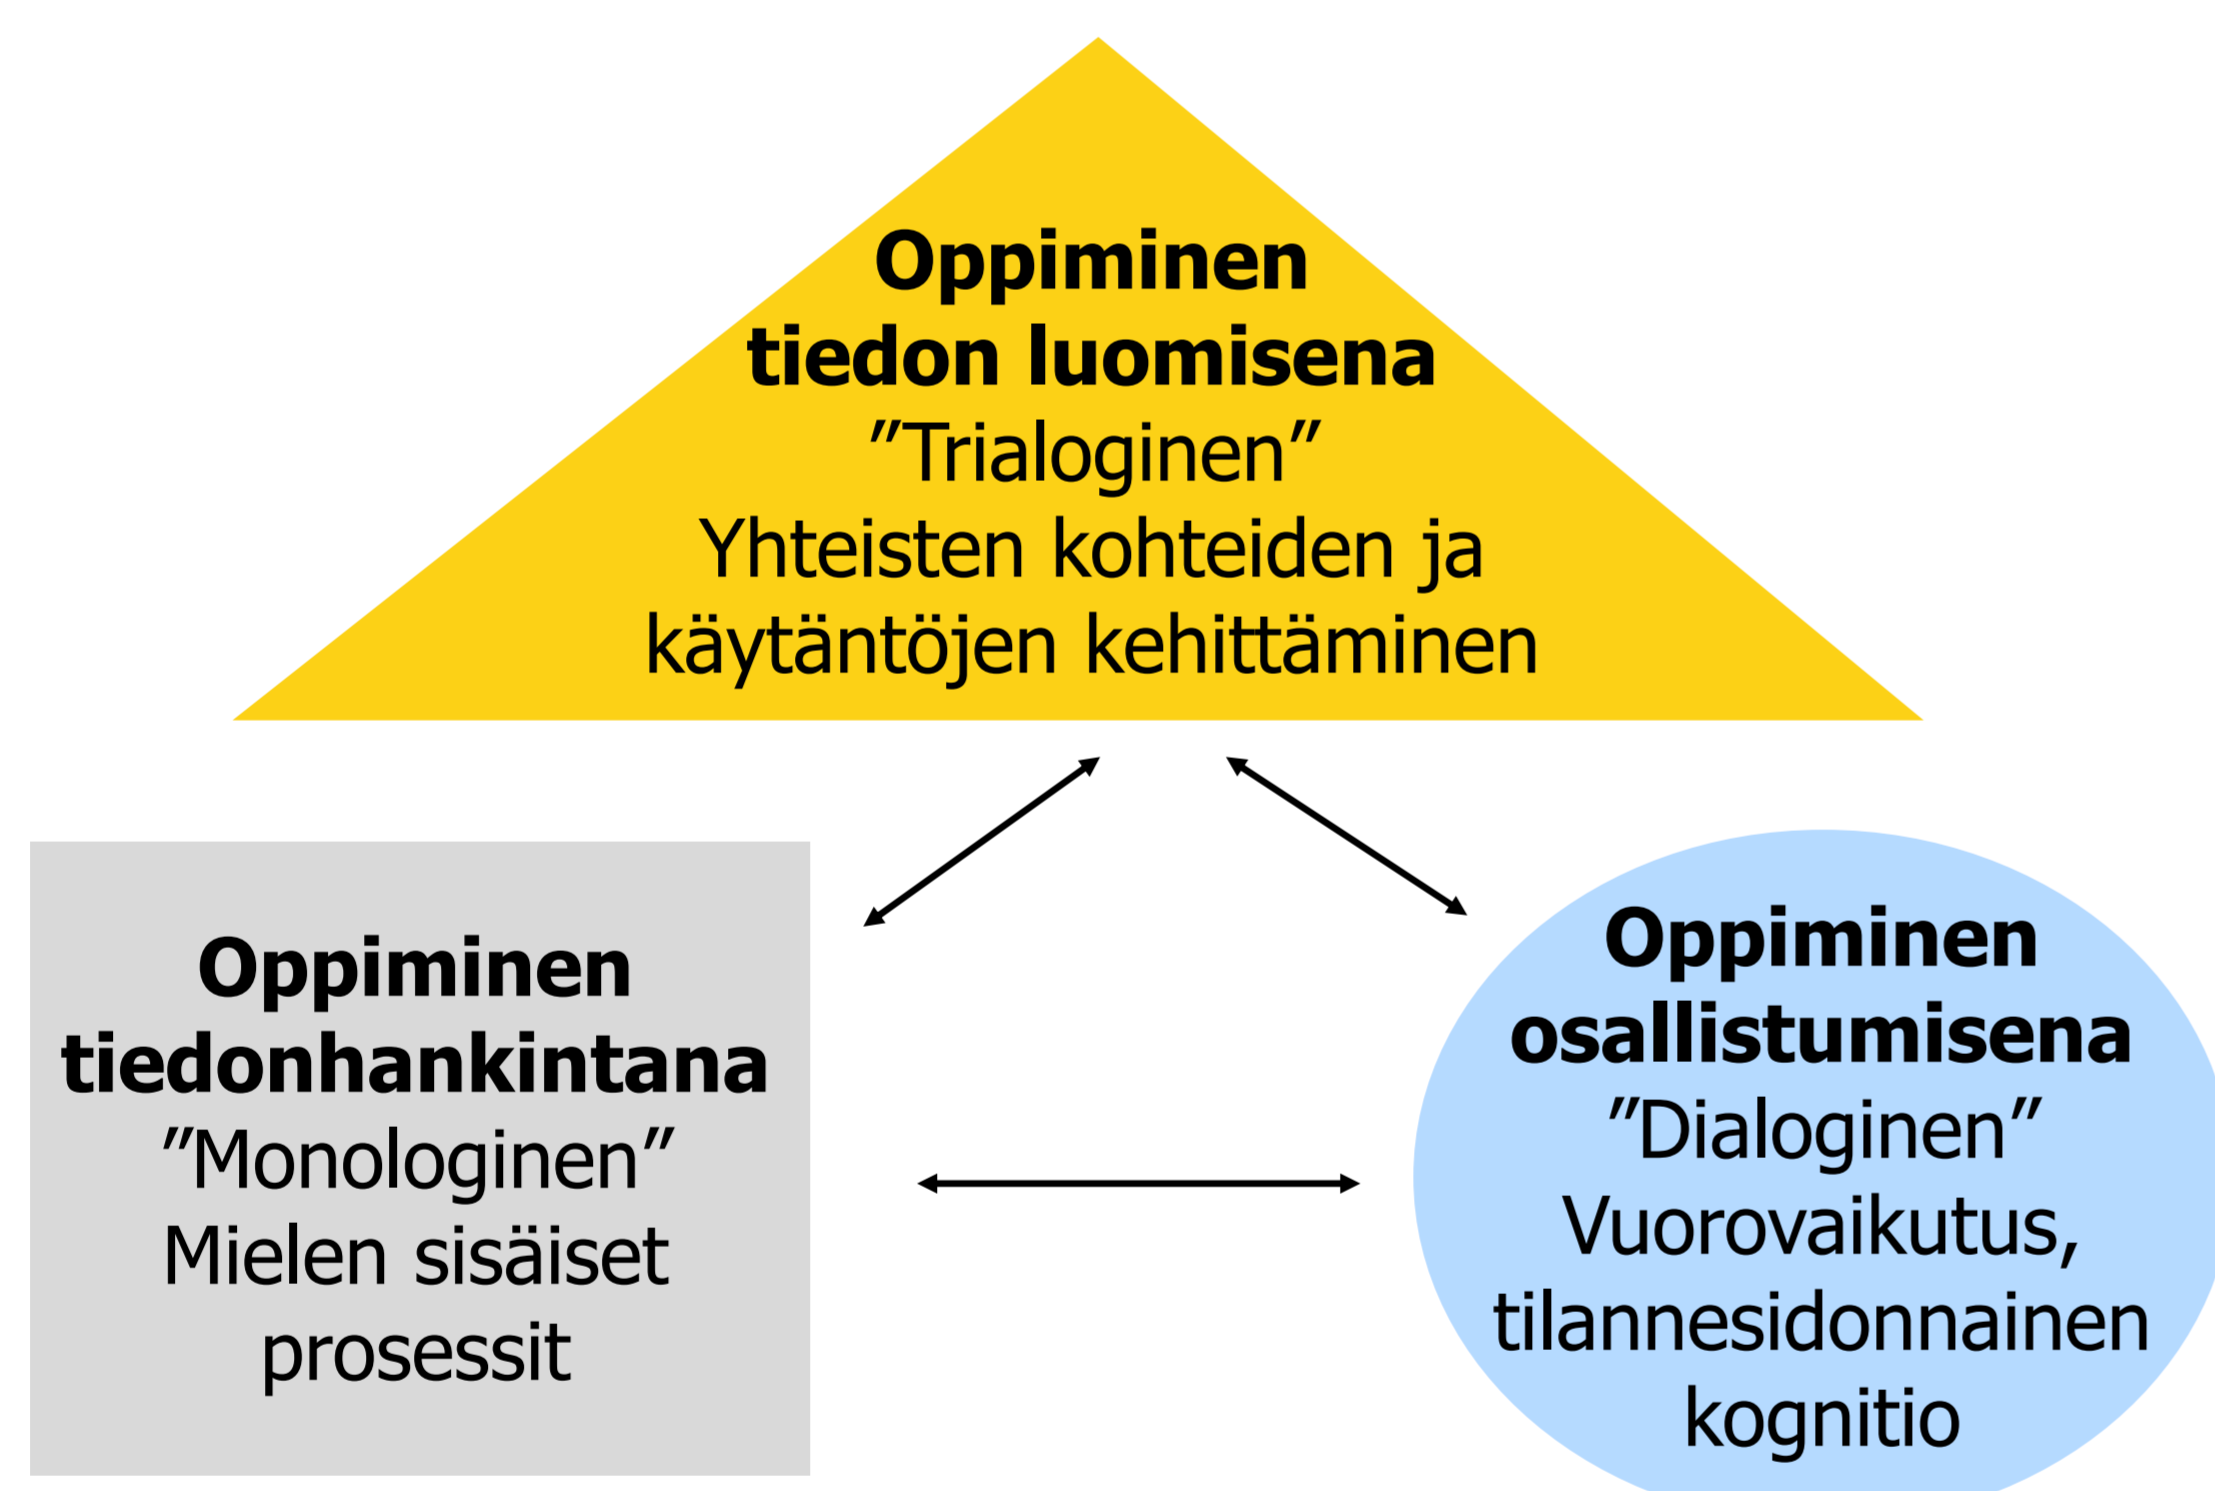 Oppiminen
tiedon luomisena
”Trialoginen”
Yhteisten kohteiden ja
käytäntöjen kehittäminen
Oppiminen
tiedonhankintana
”Monologinen”
Mielen sisäiset
prosessit
Oppiminen
osallistumisena
”Dialoginen”
Vuorovaikutus,
tilannesidonnainen
kognitio